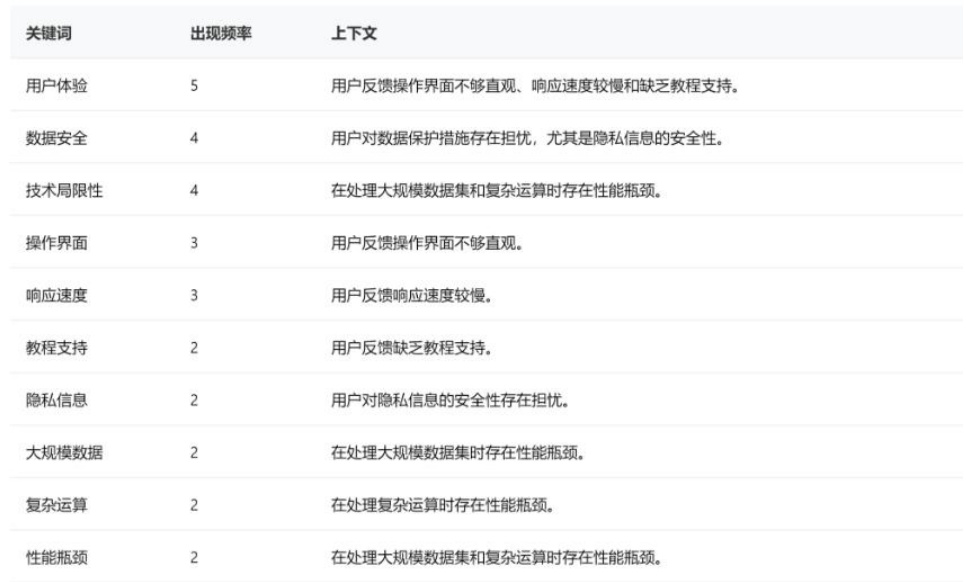 关键词 出现频率 上下文
用户体验 5 用户反馈操作界面不够直观、响应速度较慢和缺乏教程支持。
数据安全 4 用户对数据保护措施存在担忧，尤其是隐私信息的安全性。
技术局限性 4 在处理大规模数据集和复杂运算时存在性能瓶颈。
操作界面 3 用户反馈操作界面不够直观。
响应速度 3 用户反馈响应速度较慢。
教程支持 2 用户反馈缺乏教程支持。
隐私信息 2 用户对隐私信息的安全性存在担忧。
大规模数据 2 在处理大规模数据集时存在性能瓶颈。
复杂运算 2 在处理复杂运算时存在性能瓶颈。
性能瓶颈 2 在处理大规模数据集和复杂运算时存在性能瓶颈。